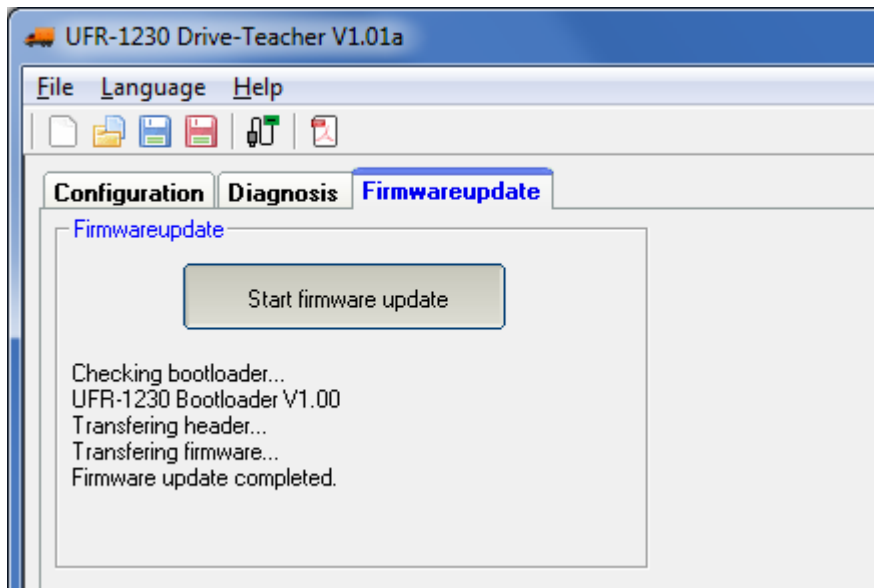 UFR-1230 Drive-Teacher V1.01a
File Language Help
Configuration Diagnosis Firmwareupdate
Firmwareupdate
Start firmware update
Checking bootloader...
UFR-1230 Bootloader V1.00
Transfering header...
Transfering firmware...
Firmware update completed.